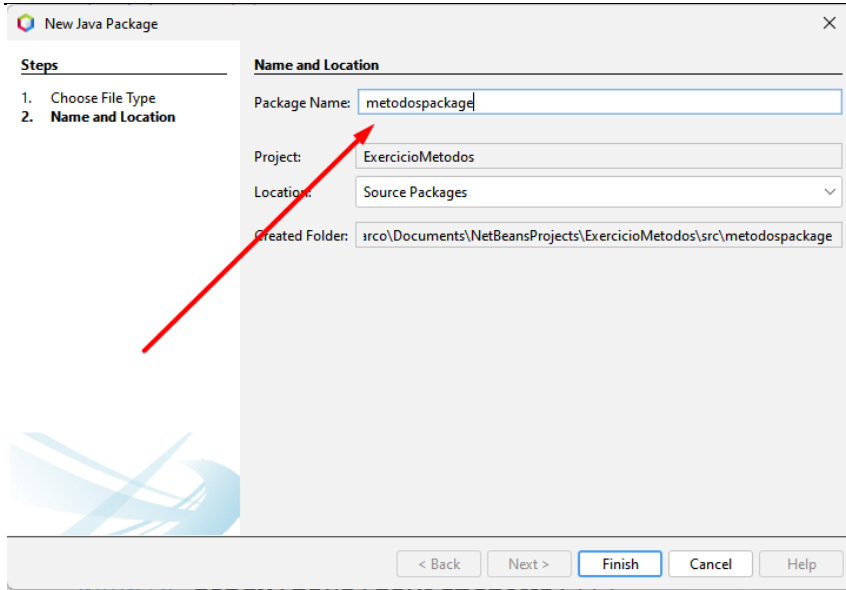 New Java Package
Steps
1. Choose File Type
2. Name and Location
Name and Location
Package Name: metodospackage
Project: ExercicioMetodos
Location: Source Packages
Created Folder: arco\Documents\NetBeansProjects\ExercicioMetodos\src\metodospackage
< Back Next > Finish Cancel Help